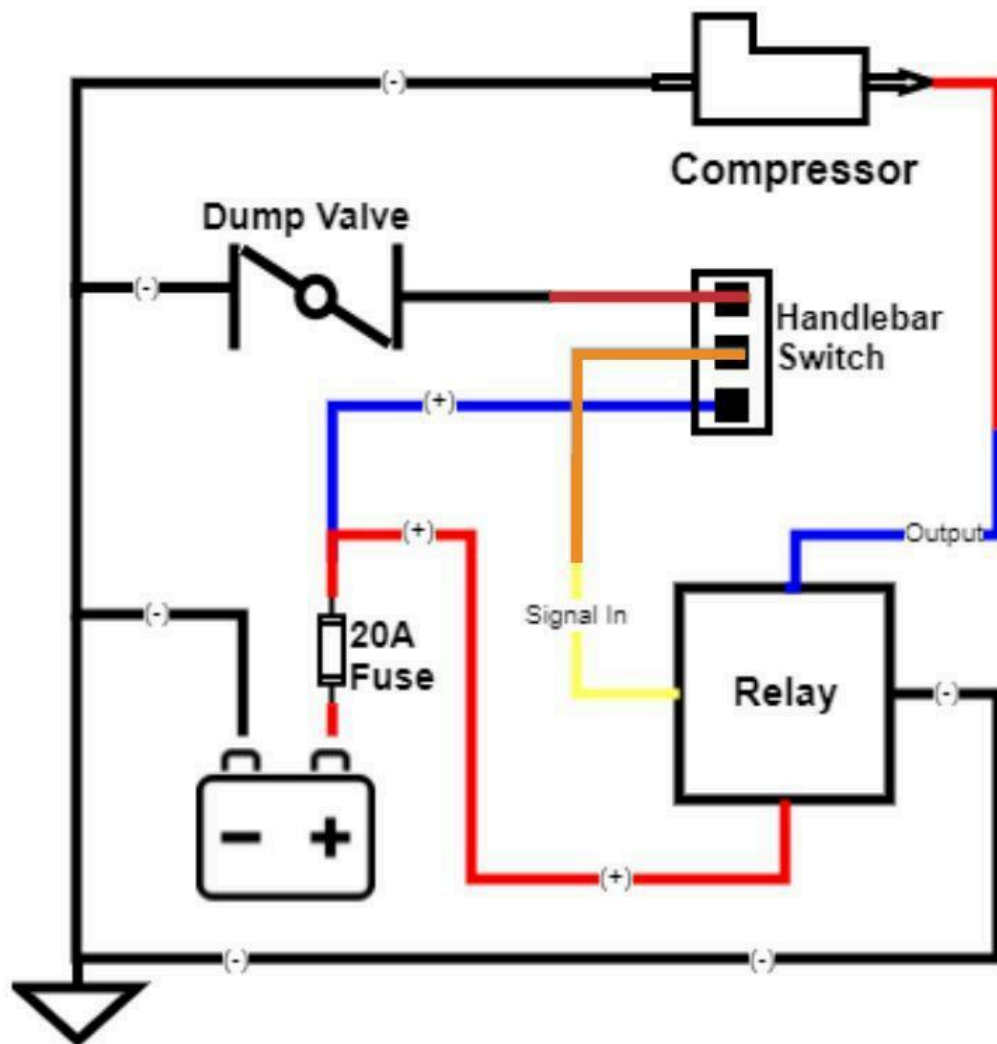 (-)
Compressor
Dump Valve
(-)
Handlebar
Switch
(+)
(+)
Output
(-)
Signal In
20A
Fuse
Relay
(-)
- +
(+)
(-)
(-)